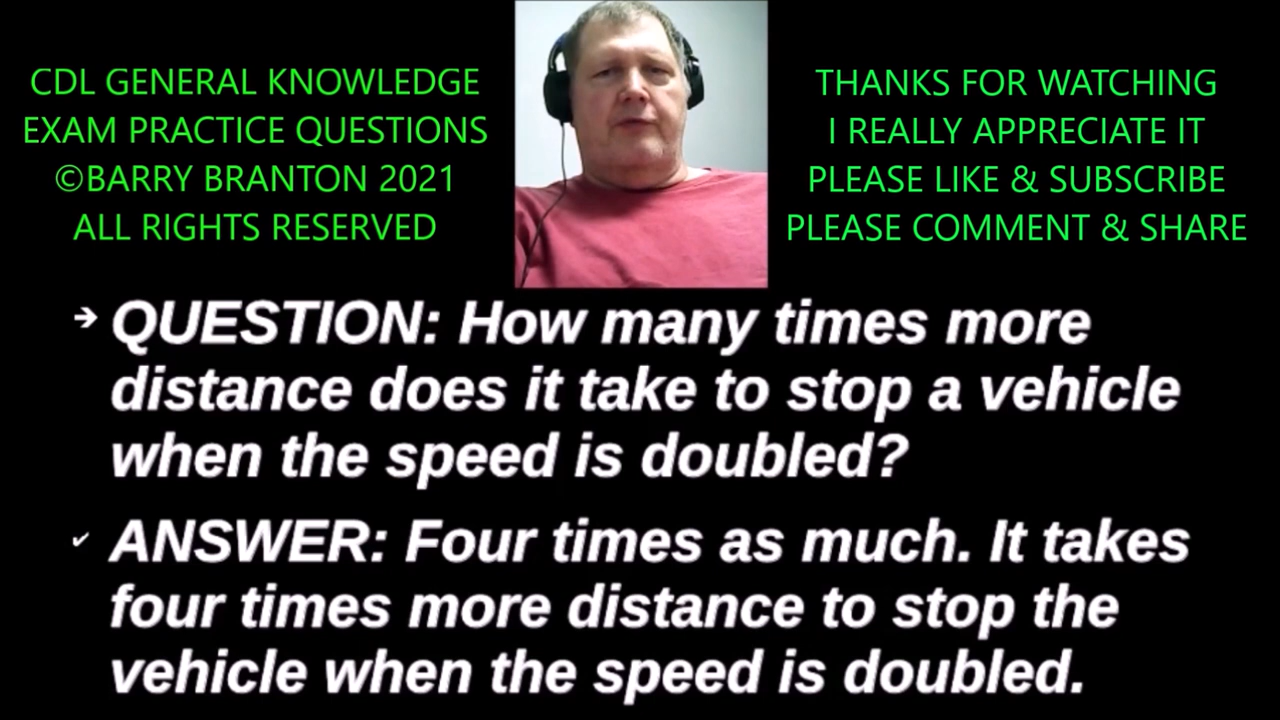 CDL GENERAL KNOWLEDGE
EXAM PRACTICE QUESTIONS
©BARRY BRANTON 2021
ALL RIGHTS RESERVED
THANKS FOR WATCHING
I REALLY APPRECIATE IT
PLEASE LIKE & SUBSCRIBE
PLEASE COMMENT & SHARE
➔ QUESTION: How many times more
distance does it take to stop a vehicle
when the speed is doubled?
✔ ANSWER: Four times as much. It takes
four times more distance to stop the
vehicle when the speed is doubled.